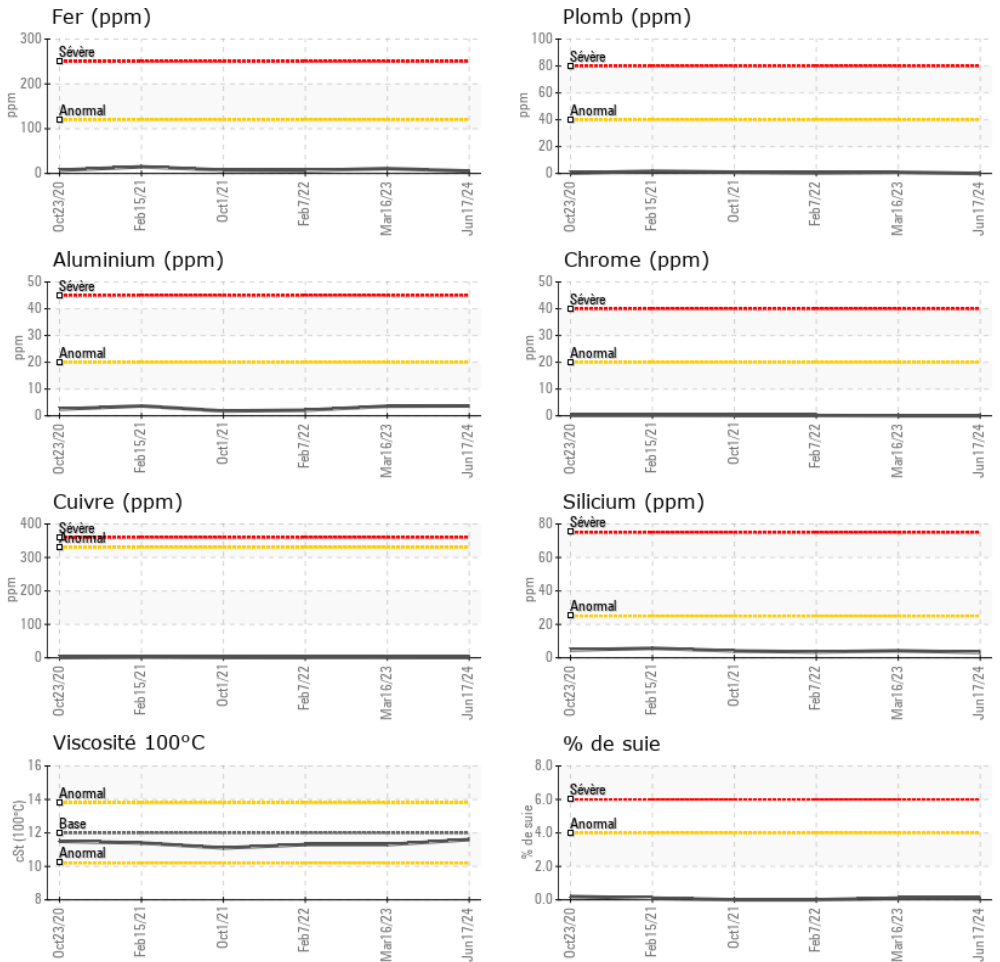 Fer (ppm)
300
200
100
0
ppm
Sévère
Anormal
Oct23/20
Feb15/21
Oct1/21
Feb7/22
Mar16/23
Jun17/24
Plomb (ppm)
100
80
60
40
20
0
ppm
Sévère
Anormal
Oct23/20
Feb15/21
Oct1/21
Feb7/22
Mar16/23
Jun17/24
Aluminium (ppm)
50
40
30
20
10
0
ppm
Sévère
Anormal
Oct23/20
Feb15/21
Oct1/21
Feb7/22
Mar16/23
Jun17/24
Chrome (ppm)
50
40
30
20
10
0
ppm
Sévère
Anormal
Oct23/20
Feb15/21
Oct1/21
Feb7/22
Mar16/23
Jun17/24
Cuivre (ppm)
400
300
200
100
0
ppm
Sévère
Anormal
Oct23/20
Feb15/21
Oct1/21
Feb7/22
Mar16/23
Jun17/24
Silicium (ppm)
80
60
40
20
0
ppm
Sévère
Anormal
Oct23/20
Feb15/21
Oct1/21
Feb7/22
Mar16/23
Jun17/24
Viscosité 100°C
16
14
12
10
8
cSt (100°C)
Anormal
Base
Anormal
Oct23/20
Feb15/21
Oct1/21
Feb7/22
Mar16/23
Jun17/24
% de suie
8.0
6.0
4.0
2.0
0.0
% de suie
Sévère
Anormal
Oct23/20
Feb15/21
Oct1/21
Feb7/22
Mar16/23
Jun17/24